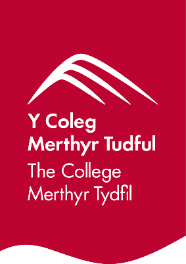 Y Coleg
Merthyr Tudful
The College
Merthyr Tydfil